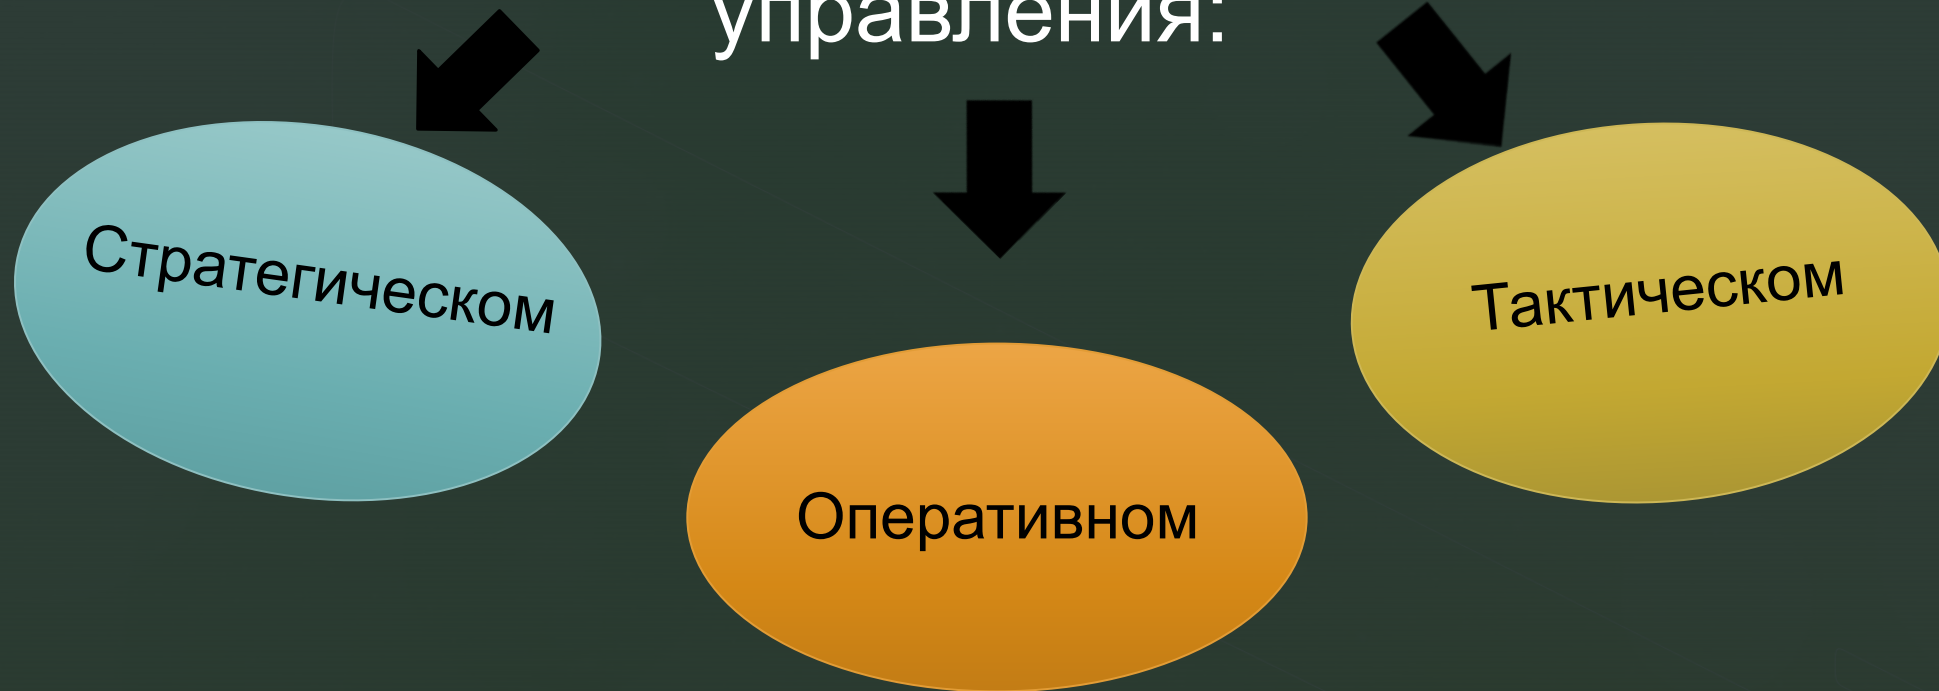 управления:
Стратегическом
Тактическом
Оперативном